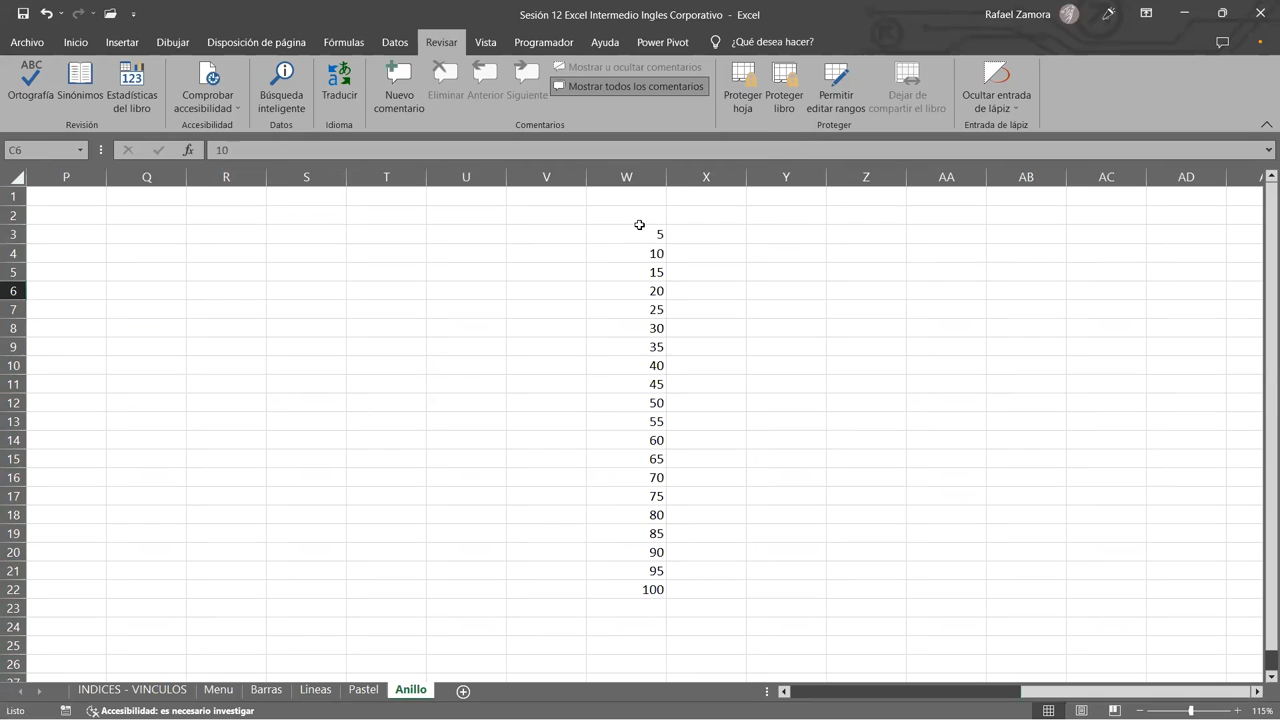 Sesión 12 Excel Intermedio Ingles Corporativo - Excel
Rafael Zamora
Archivo Inicio Insertar Dibujar Disposición de página Fórmulas Datos Revisar Vista Programador Ayuda Power Pivot ¿Qué desea hacer?
ABC
Ortografía
Sinónimos
123
Estadísticas
del libro
Revisión
Comprobar
accesibilidad
Accesibilidad
Búsqueda
inteligente
Datos
Traducir
Idioma
Nuevo
comentario
Eliminar
Anterior
Siguiente
Mostrar u ocultar comentarios
Mostrar todos los comentarios
Comentarios
Proteger
hoja
Proteger
libro
Permitir
editar rangos
Dejar de
compartir el libro
Proteger
Ocultar entrada
de lápiz
Entrada de lápiz
C6 fx 10
P Q R S T U V W X Y Z AA AB AC AD
1
2
3 5
4 10
5 15
6 20
7 25
8 30
9 35
10 40
11 45
12 50
13 55
14 60
15 65
16 70
17 75
18 80
19 85
20 90
21 95
22 100
23
24
25
26
INDICES - VINCULOS Menu Barras Lineas Pastel Anillo
Listo Accesibilidad: es necesario investigar 115%